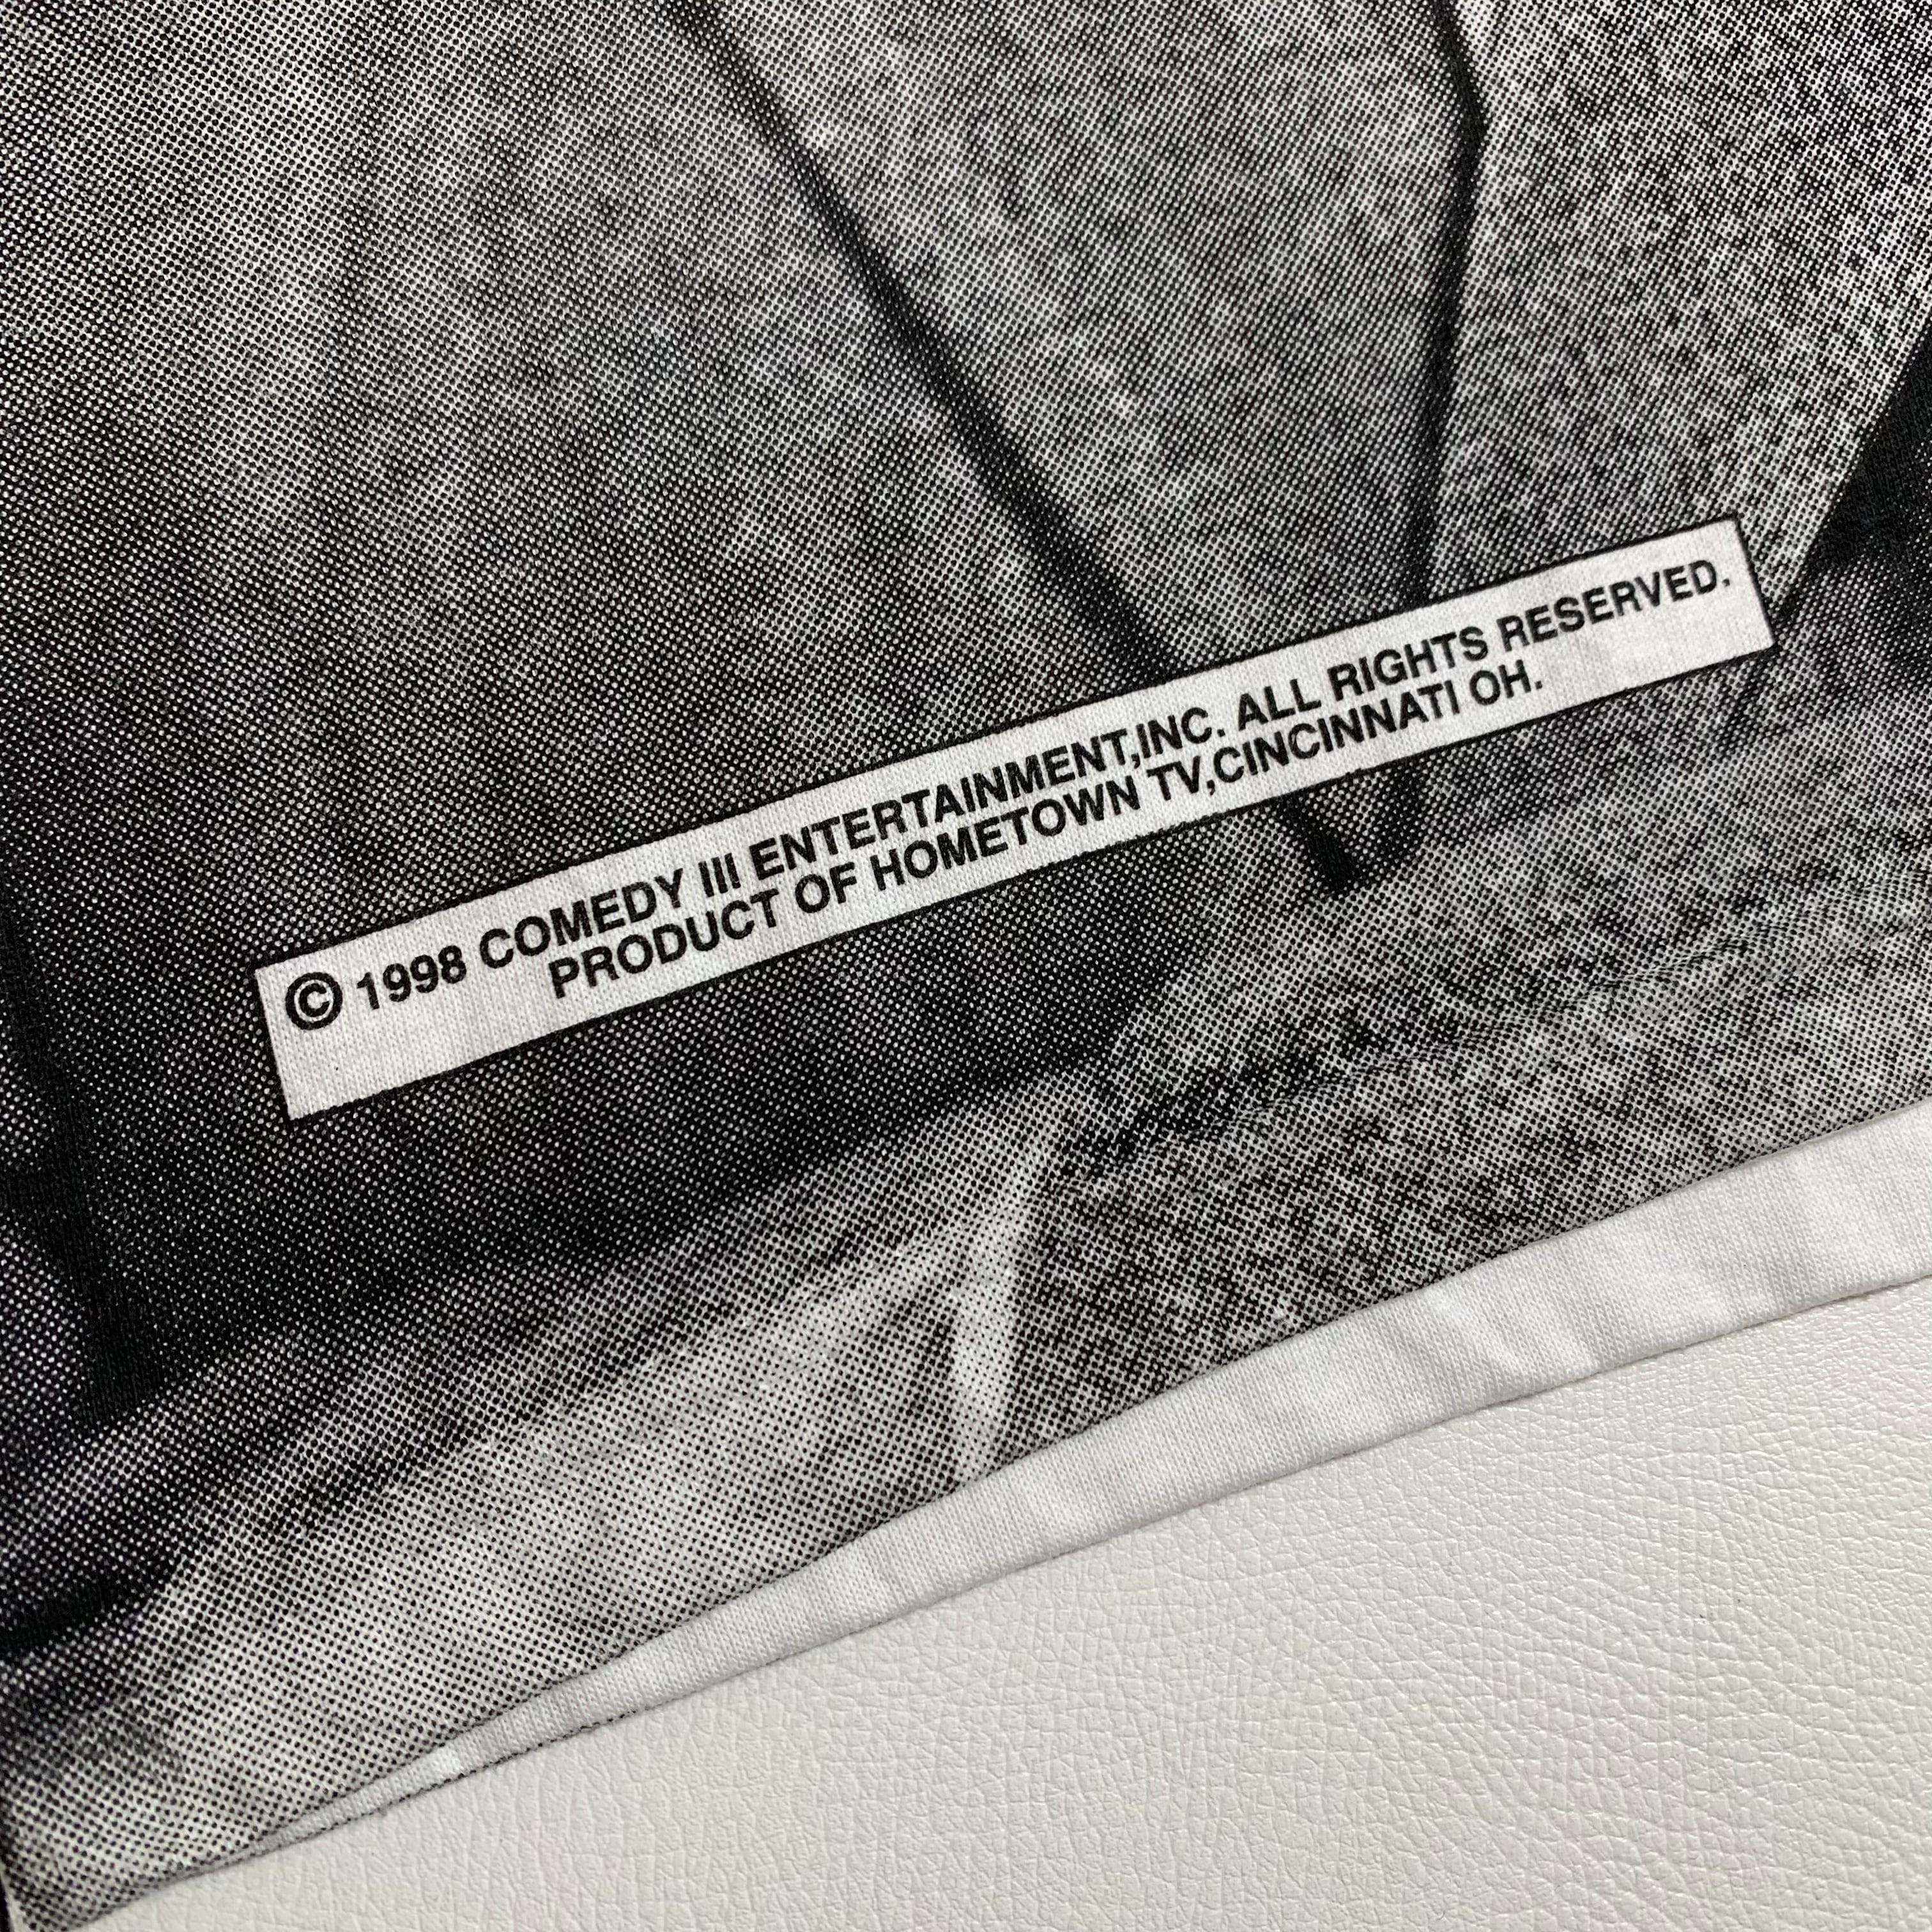 © 1998 COMEDY III ENTERTAINMENT,INC. ALL RIGHTS RESERVED.
PRODUCT OF HOMETOWN TV,CINCINNATI OH.